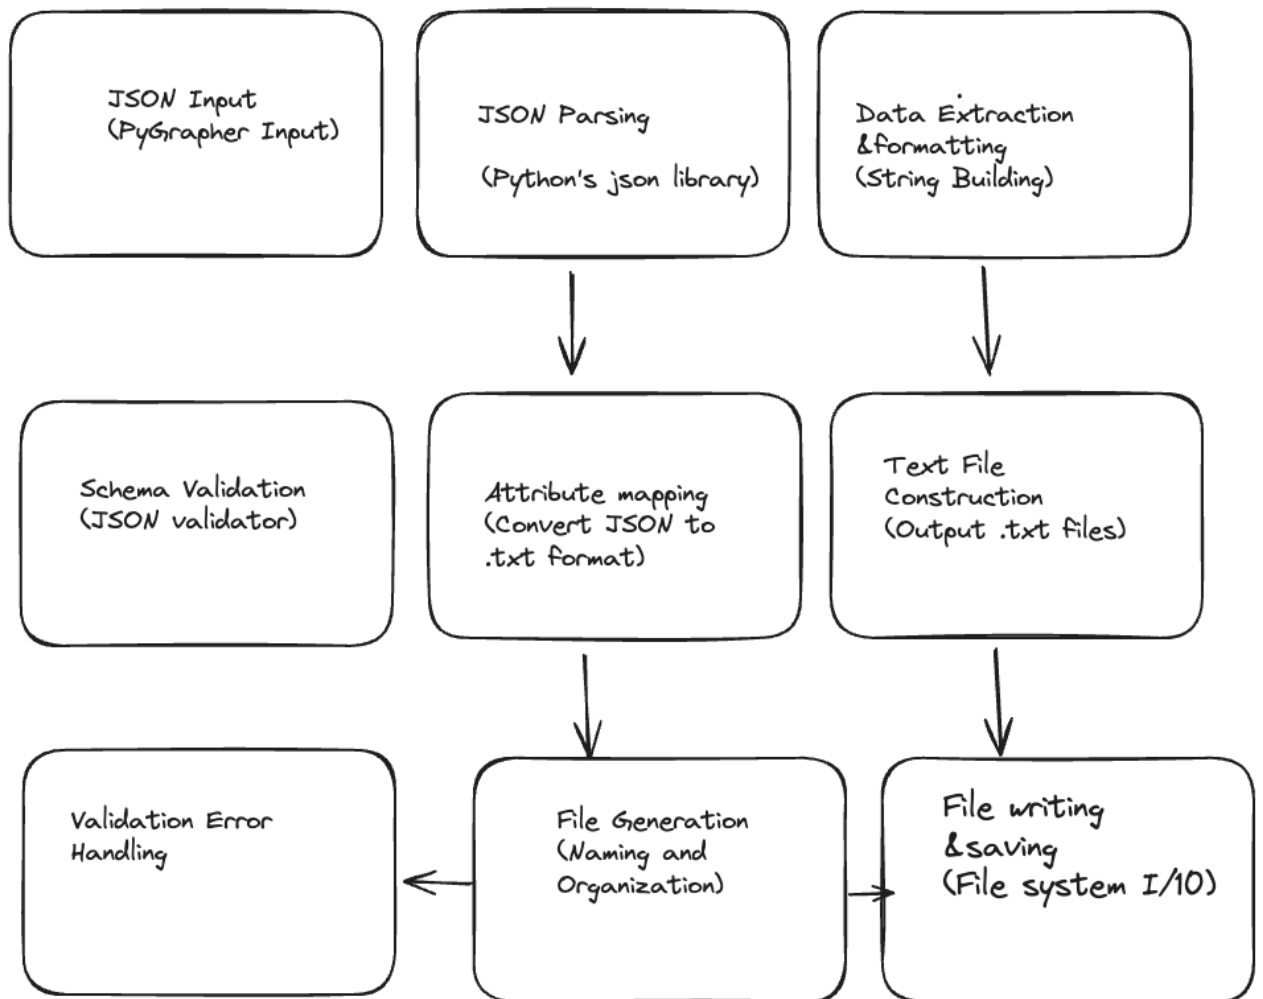 JSON Input
(PyGrapher Input)
JSON Parsing
(Python's json library)
Data Extraction
&formatting
(String Building)
Schema Validation
(JSON validator)
Attribute mapping
(Convert JSON to
.txt format)
Text File
Construction
(Output .txt files)
Validation Error
Handling
File Generation
(Naming and
Organization)
File writing
&saving
(File system I/10)